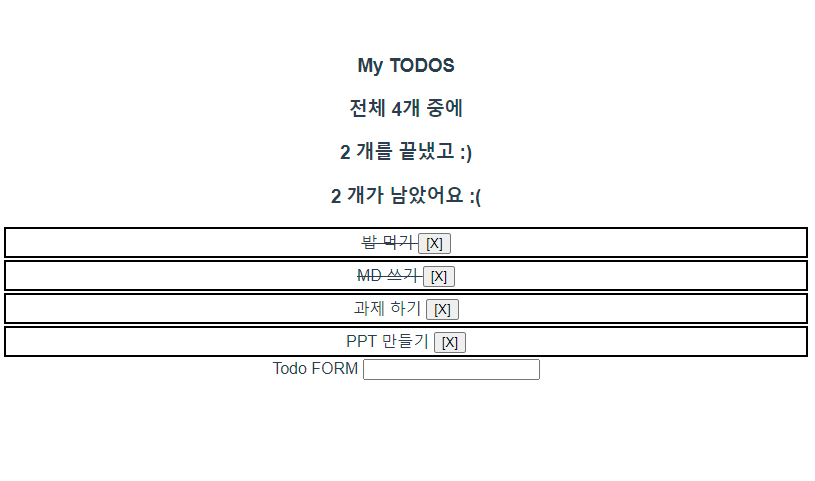 My TODOS
전체 4개 중에
2 개를 끝냈고 :)
2 개가 남았어요 :(
밥 먹기 [X]
MD 쓰기 [X]
과제 하기 [X]
PPT 만들기 [X]
Todo FORM